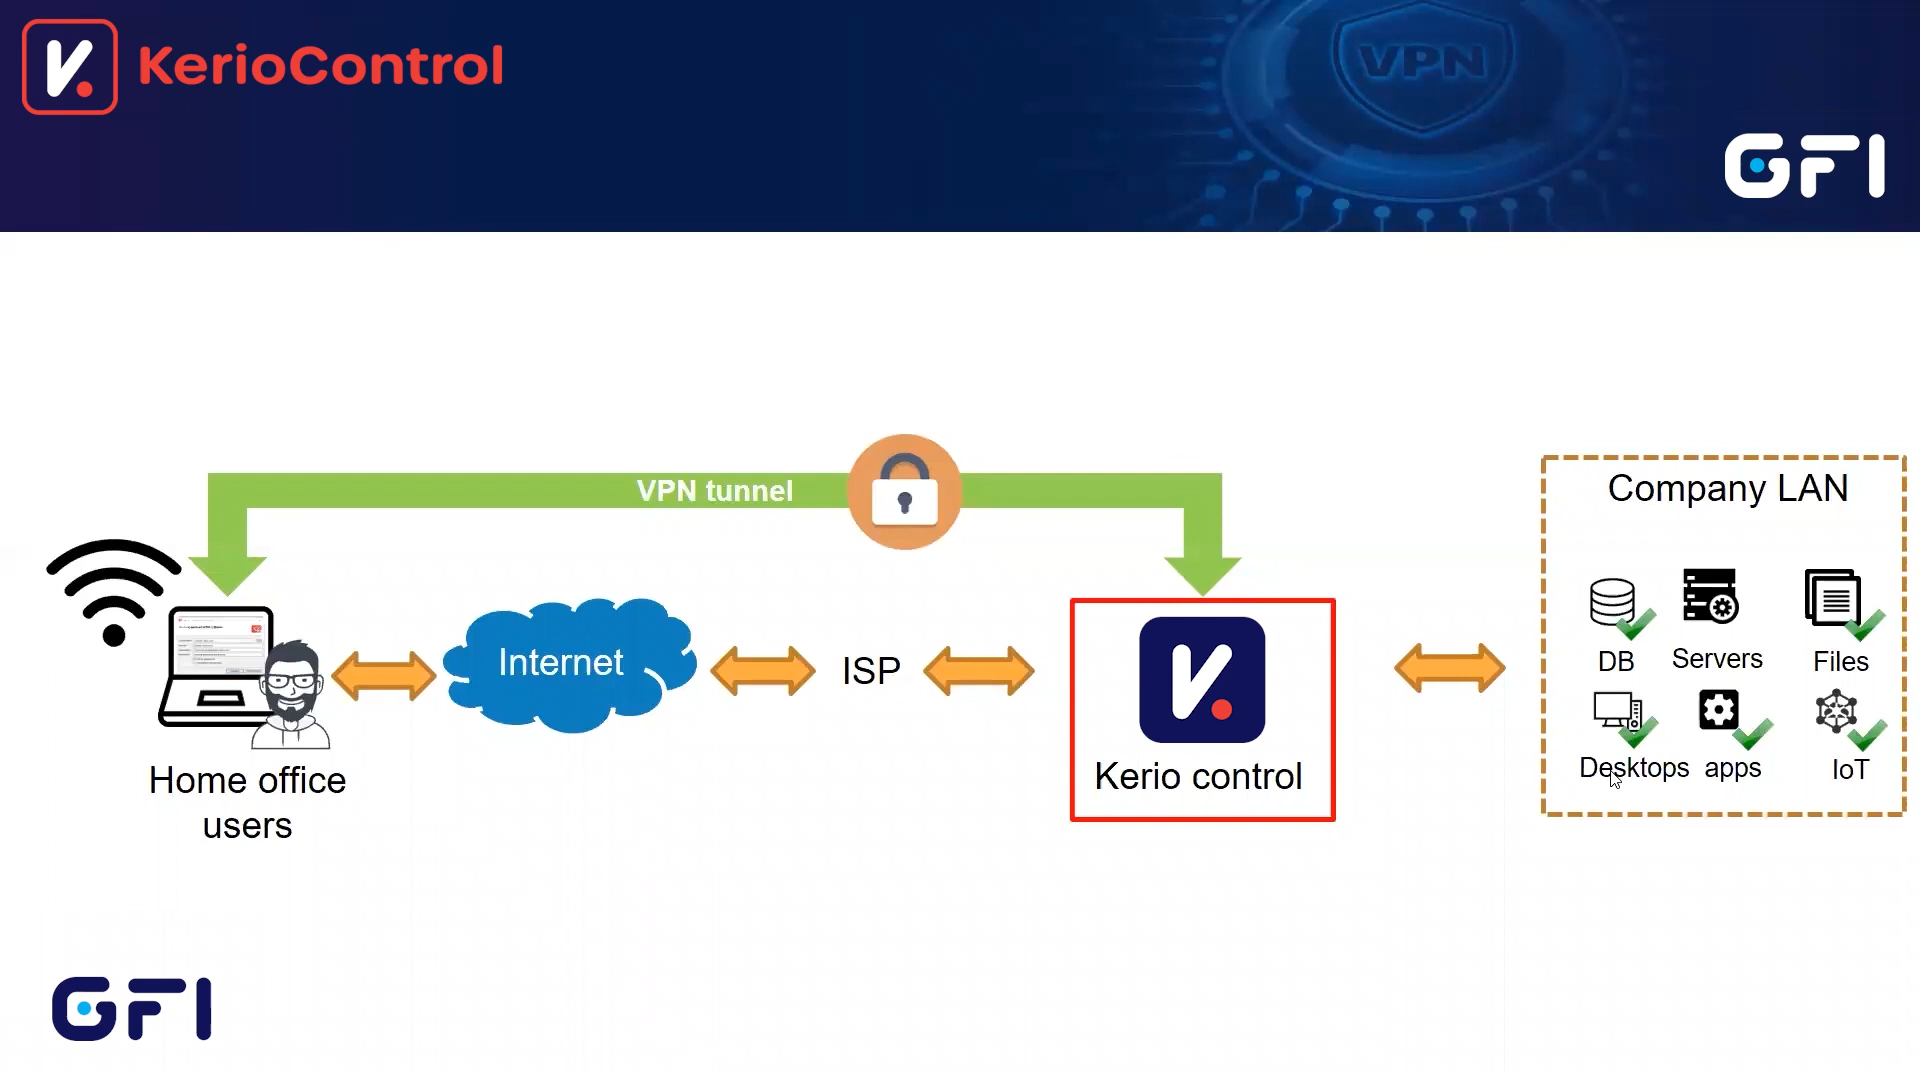 KerioControl
VPN
GFI
VPN tunnel
Company LAN
Internet
ISP
Kerio control
Home office
users
DB Servers Files
Desktops apps IoT
GFI